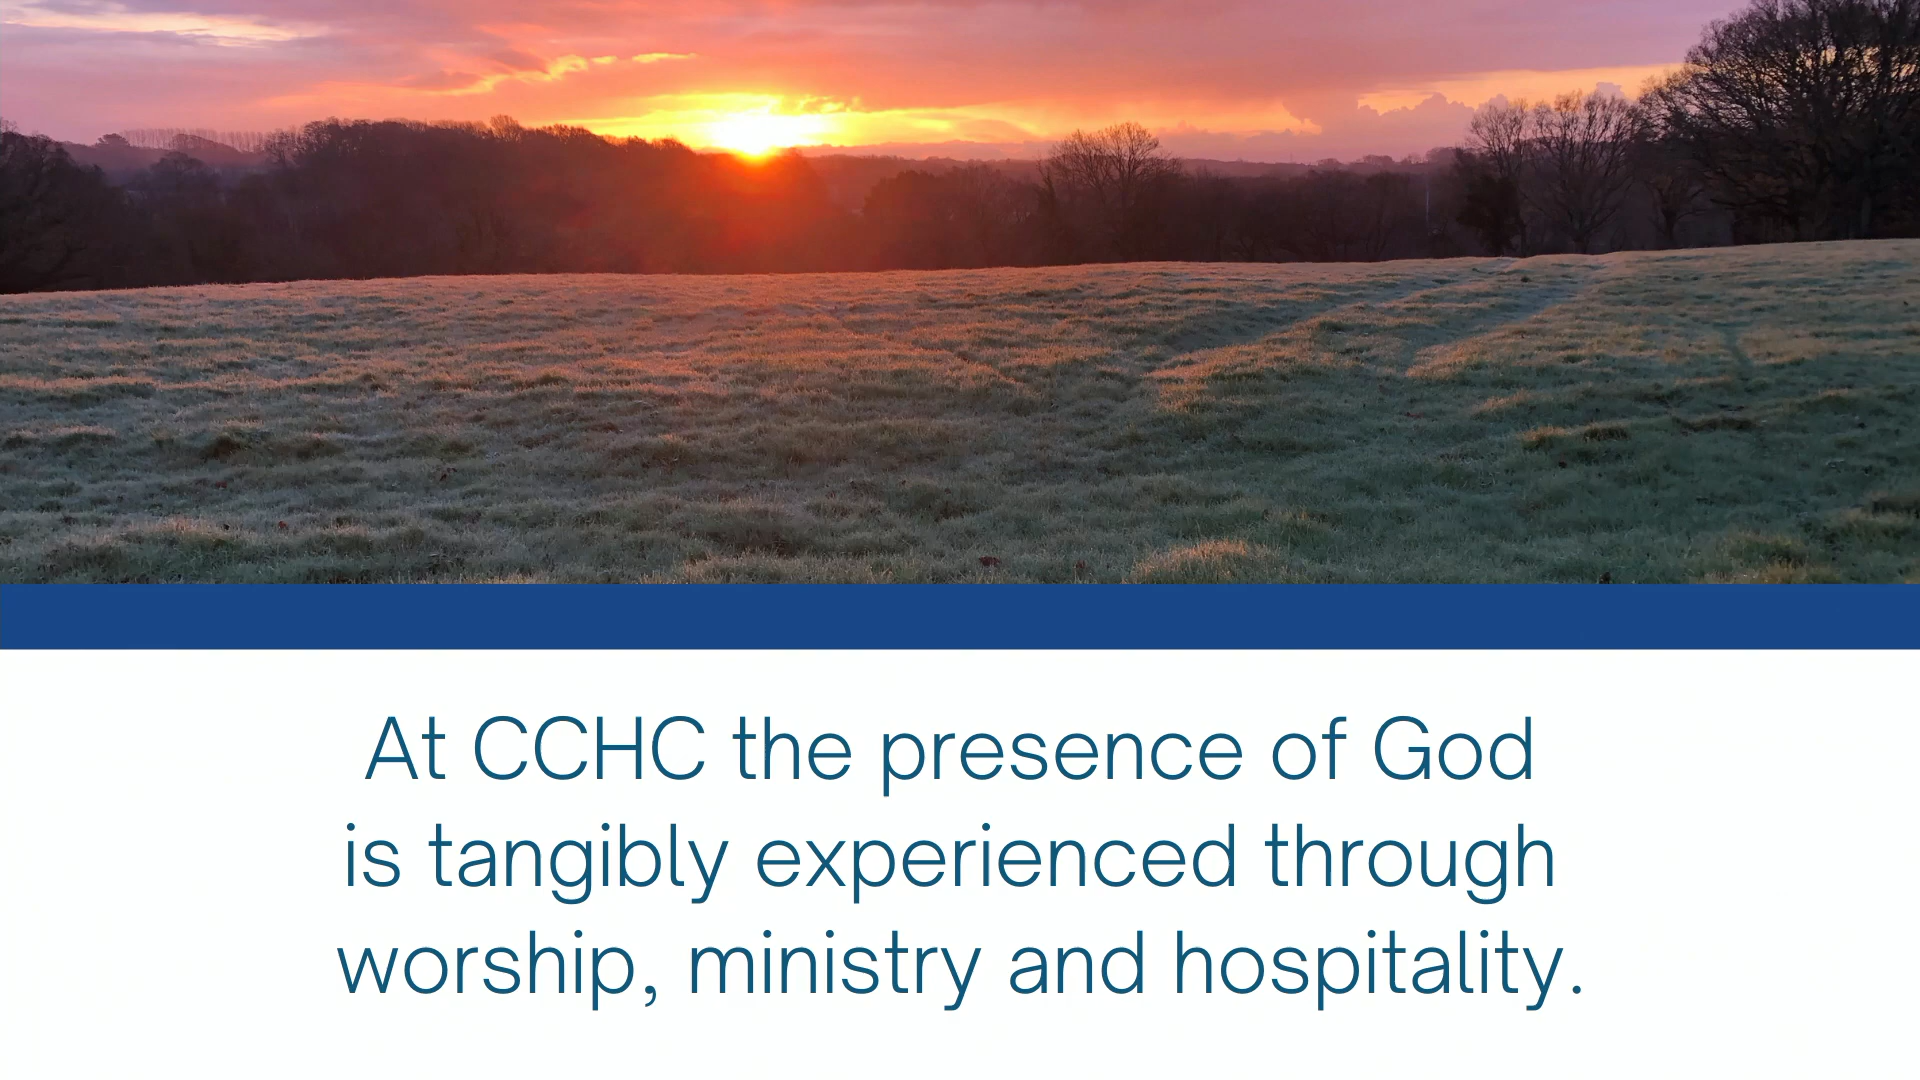 At CCHC the presence of God
is tangibly experienced through
worship, ministry and hospitality.